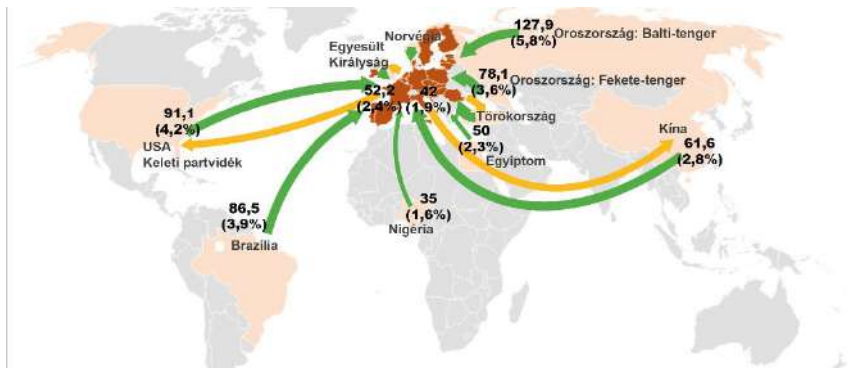 127,9
(5,8%)
Oroszország: Balti-tenger
Norvégia
Egyesült
Királyság
78,1
(3,6%)
Oroszország: Fekete-tenger
52,2
(2,4%)
42
(1,9%)
91,1
(4,2%)
USA
Keleti partvidék
Törökország
50
(2,3%)
Egyiptom
Kína
61,6
(2,8%)
86,5
(3,9%)
Brazília
35
(1,6%)
Nigéria